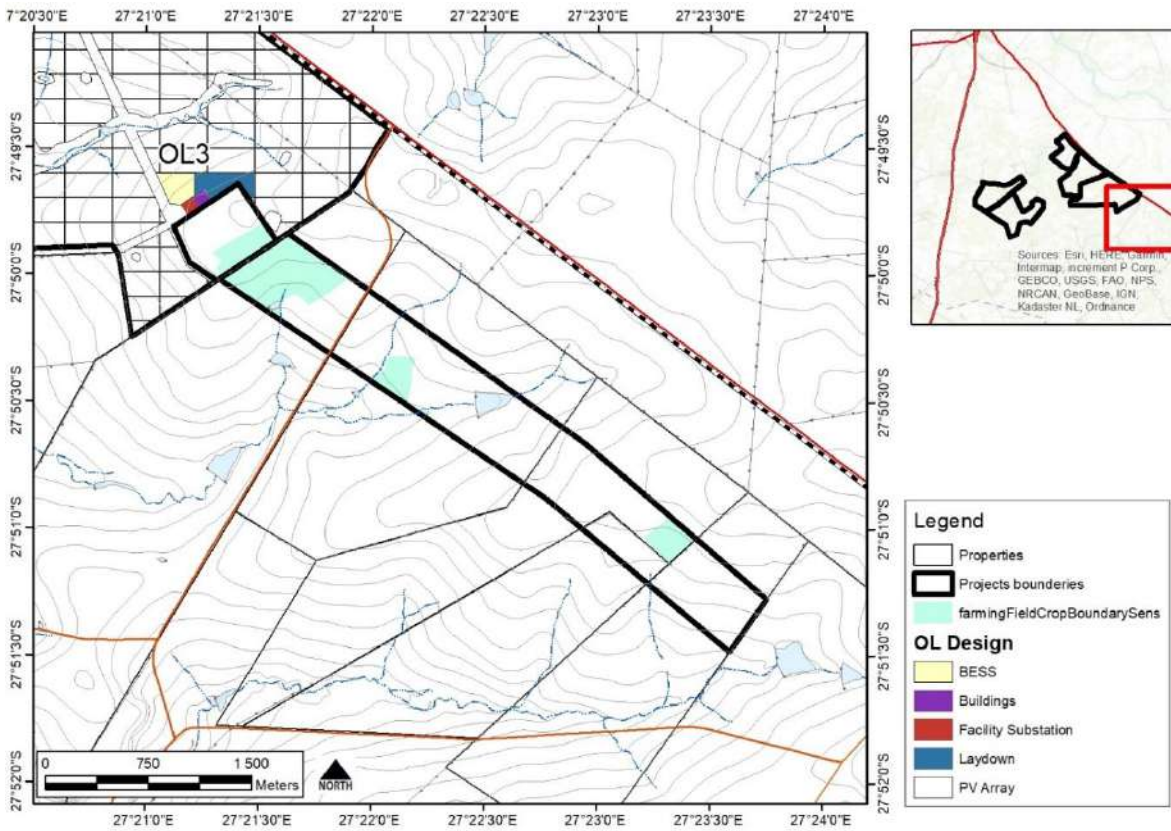 7°20'30"E 27°21'0"E 27°21'30"E 27°22'0"E 27°22'30"E 27°23'0"E 27°23'30"E 27°24'0"E
OL3
27°49'30"S
27°50'0"S
27°50'30"S
27°51'0"S
27°51'30"S
27°52'0"S
27°49'30"S
27°50'0"S
27°50'30"S
27°51'0"S
27°51'30"S
27°52'0"S
0 750 1500
Meters
NORTH
27°21'0"E 27°21'30"E 27°22'0"E 27°22'30"E 27°23'0"E 27°23'30"E 27°24'0"E
Sources: Esri, HERE, Garmin,
Intermap, increment P Corp.,
GEBCO, USGS, FAO, NPS,
NRCAN, GeoBase, IGN,
Kadaster NL, Ordnance
Legend
Properties
Projects bounderies
farmingFieldCropBoundarySens
OL Design
BESS
Buildings
Facility Substation
Laydown
PV Array